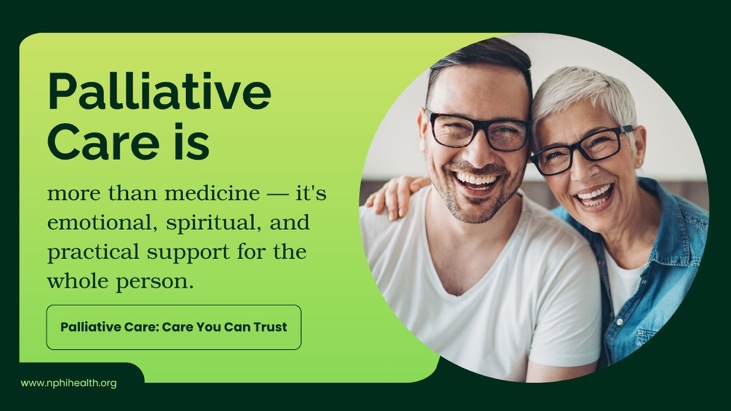 Palliative
Care is
more than medicine — it's
emotional, spiritual, and
practical support for the
whole person.
Palliative Care: Care You Can Trust
www.nphihealth.org